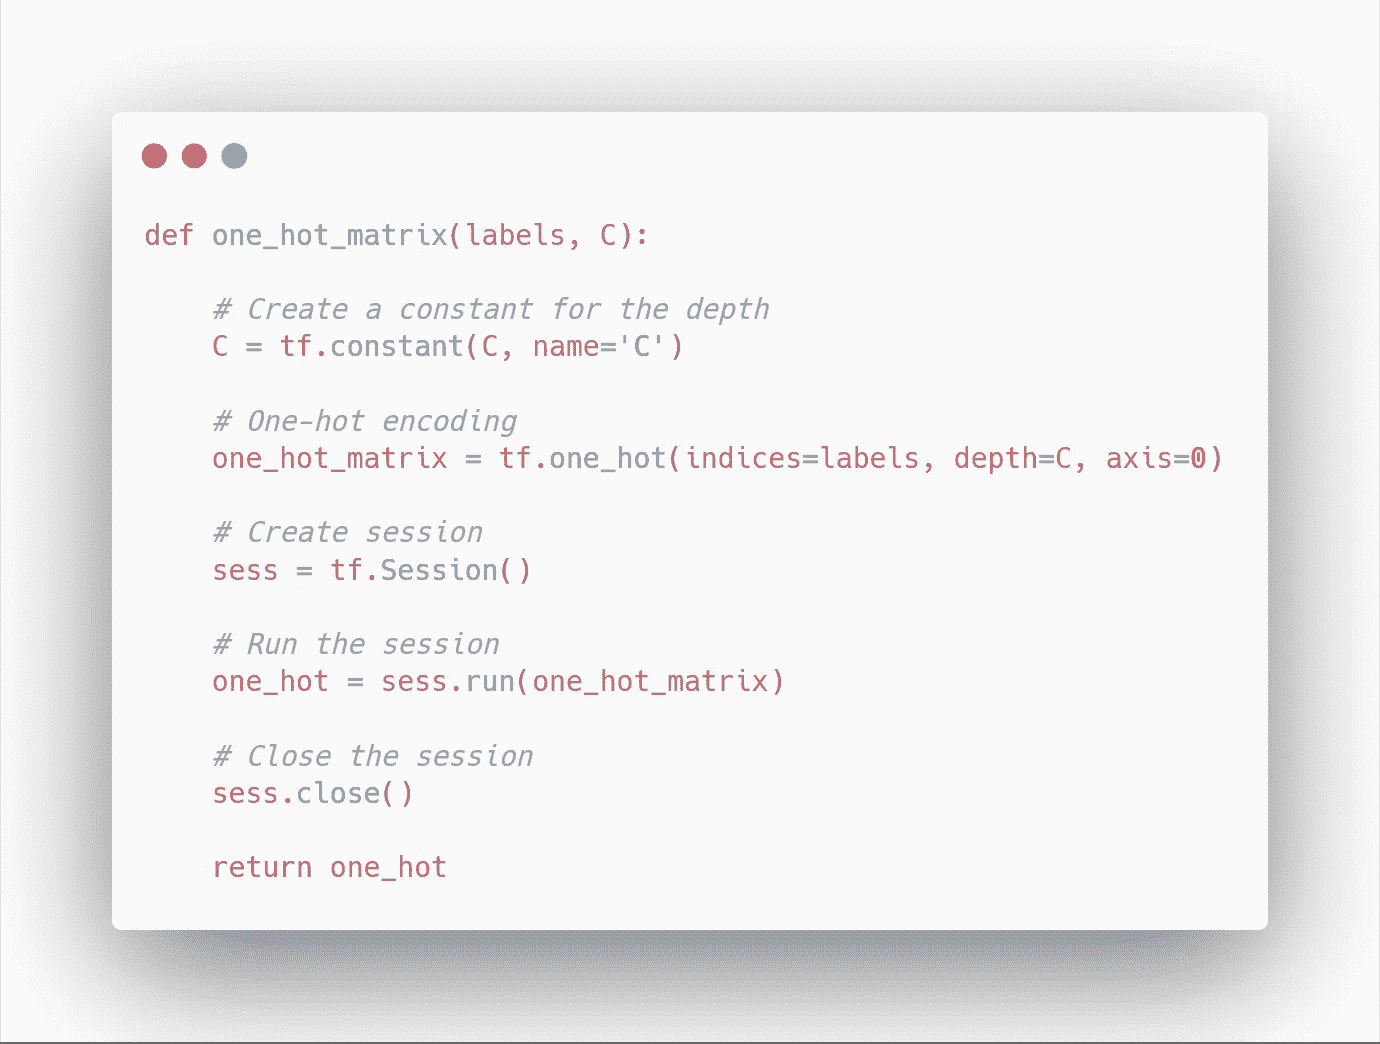 def one_hot_matrix(labels, C):
# Create a constant for the depth
C = tf.constant(C, name='C')
# One-hot encoding
one_hot_matrix = tf.one_hot(indices=labels, depth=C, axis=0)
# Create session
sess = tf.Session()
# Run the session
one_hot = sess.run(one_hot_matrix)
# Close the session
sess.close()
return one_hot